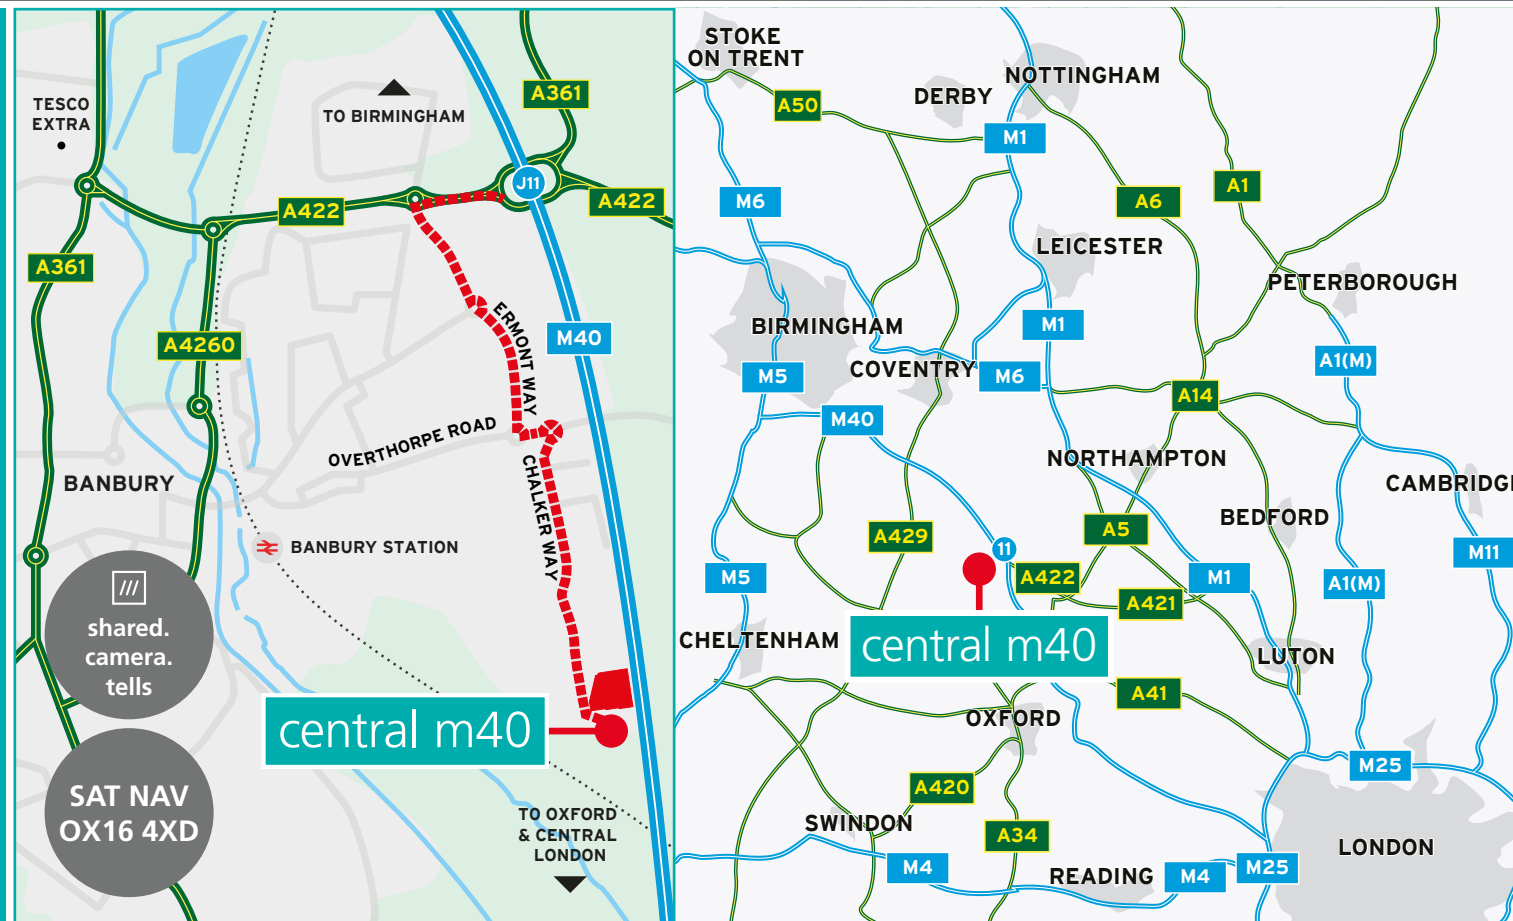 TESCO
EXTRA
TO BIRMINGHAM
A361
J11
A422
A422
A361
A4260
M40
ERMONT WAY
OVERTHORPE ROAD
CHALKER WAY
BANBURY
BANBURY STATION
///
shared.
camera.
tells
central m40
SAT NAV
OX16 4XD
TO OXFORD
& CENTRAL
LONDON
STOKE
ON TRENT
NOTTINGHAM
DERBY
A50
M1
M6
A6
A1
LEICESTER
PETERBOROUGH
BIRMINGHAM
M1
A1(M)
COVENTRY
M5
M6
A14
M40
NORTHAMPTON
CAMBRIDGE
BEDFORD
A429
A5
11
M11
M5
A422
M1
A1(M)
A421
CHELTENHAM
central m40
LUTON
A41
OXFORD
M25
A420
SWINDON
A34
LONDON
M4
READING
M4
M25